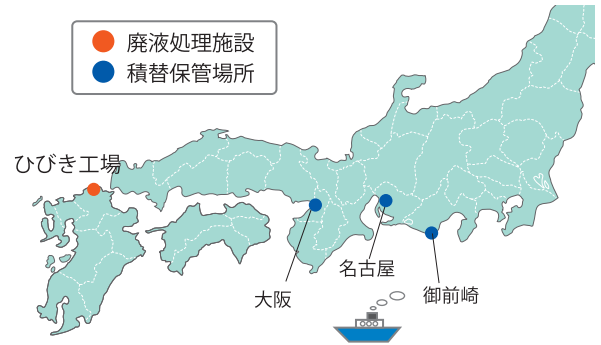 廃液処理施設
積替保管場所
ひびき工場
大阪
名古屋
御前崎